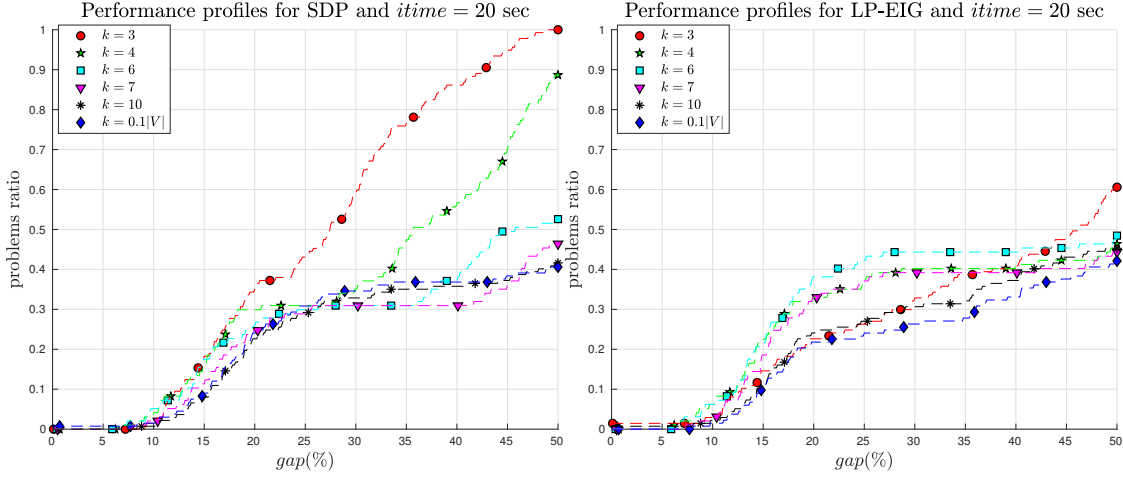 Performance profiles for SDP and itime = 20 sec
1
0.9
0.8
0.7
0.6
0.5
0.4
0.3
0.2
0.1
0
problems ratio
k = 3
k = 4
k = 6
k = 7
k = 10
k = 0.1|V|
0 5 10 15 20 25 30 35 40 45 50
gap(%)
Performance profiles for LP-EIG and itime = 20 sec
1
0.9
0.8
0.7
0.6
0.5
0.4
0.3
0.2
0.1
0
problems ratio
k = 3
k = 4
k = 6
k = 7
k = 10
k = 0.1|V|
0 5 10 15 20 25 30 35 40 45 50
gap(%)